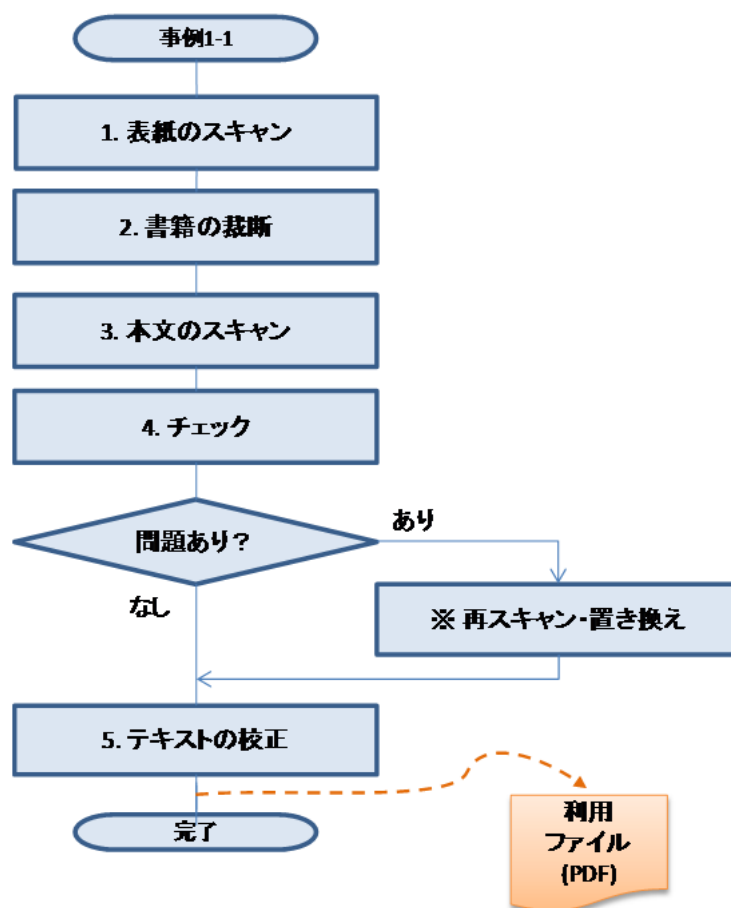 事例1-1
1. 表紙のスキャン
2. 書籍の裁断
3. 本文のスキャン
4. チェック
問題あり?
あり
なし
※ 再スキャン・置き換え
5. テキストの校正
完了
利用
ファイル
(PDF)